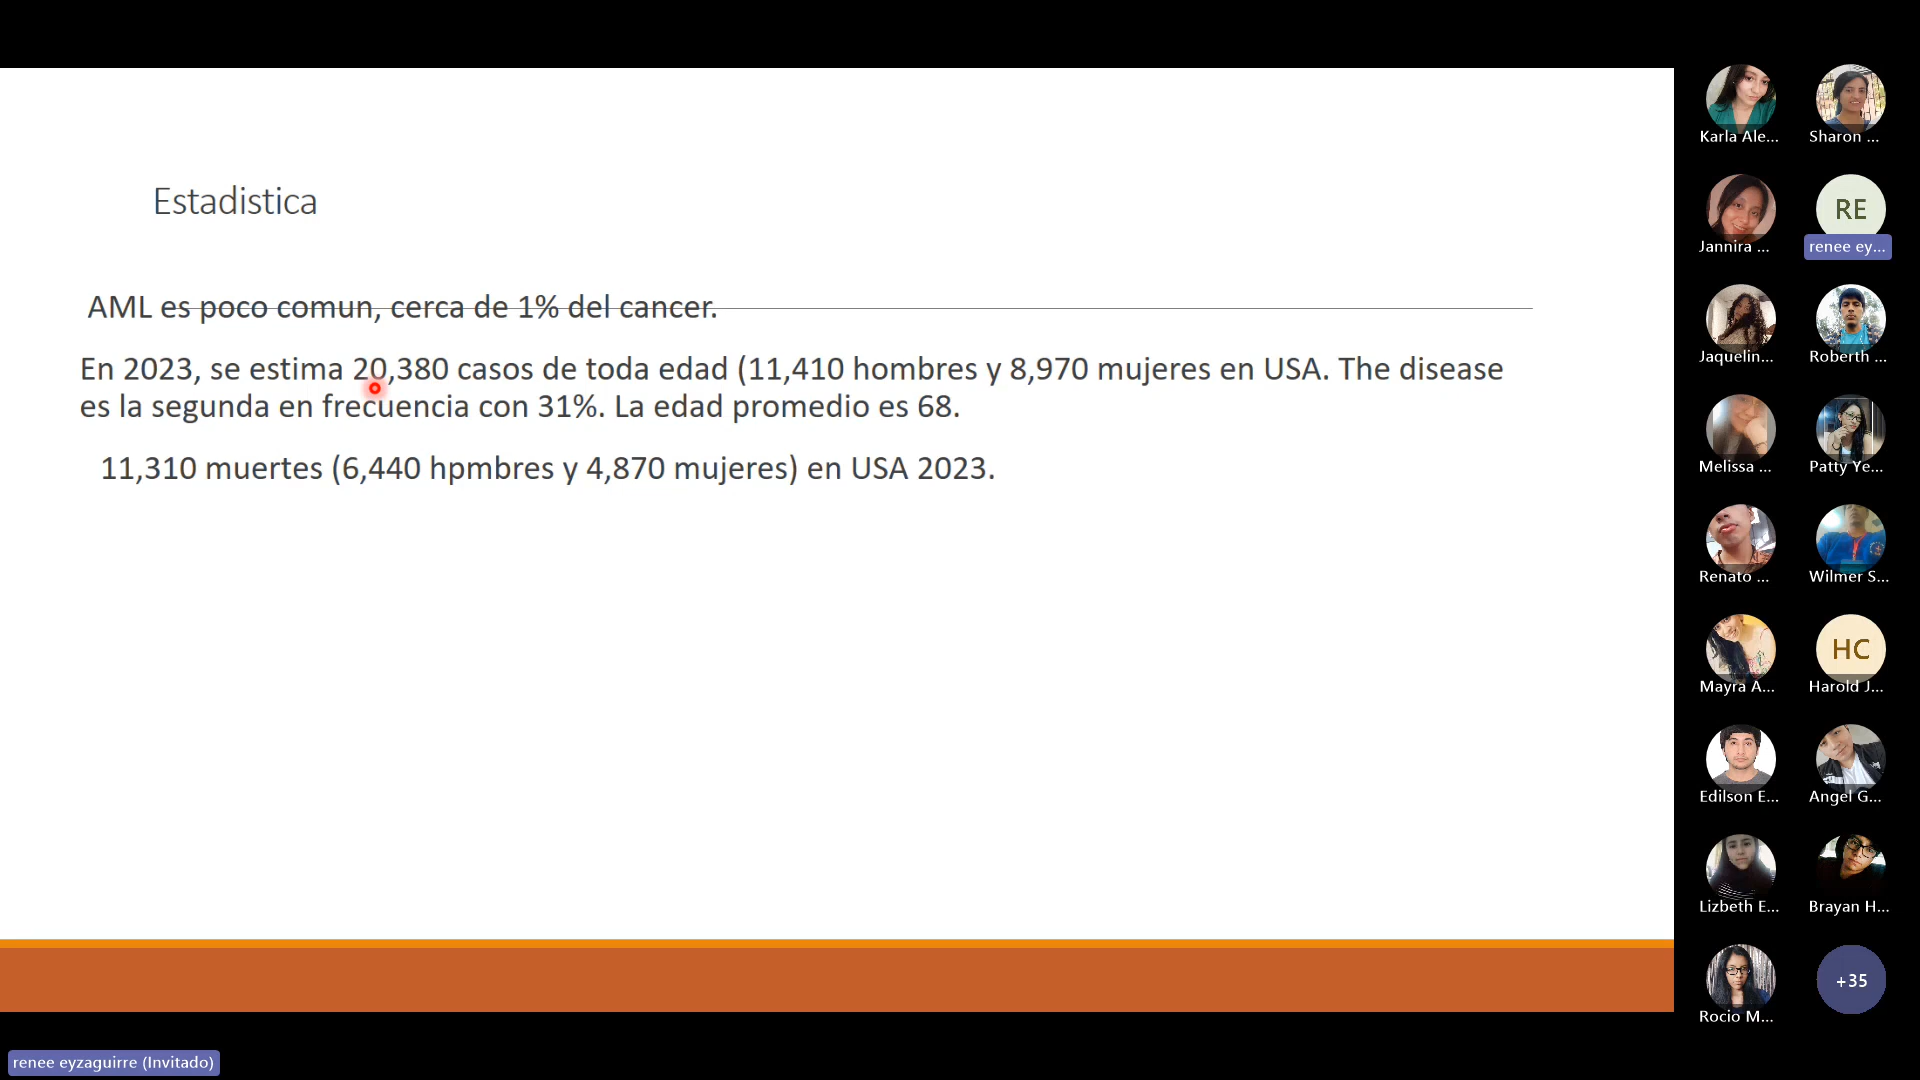 Estadistica
AML es poco comun, cerca de 1% del cancer.
En 2023, se estima 20,380 casos de toda edad (11,410 hombres y 8,970 mujeres en USA. The disease
es la segunda en frecuencia con 31%. La edad promedio es 68.
11,310 muertes (6,440 hpmbres y 4,870 mujeres) en USA 2023.
Karla Ale...
Sharon ...
Jannira ...
RE
renee ey...
Jaquelin...
Roberth ...
Melissa ...
Patty Ye...
Renato ...
Wilmer S...
Mayra A...
HC
Harold J...
Edilson E...
Angel G...
Lizbeth E...
Brayan H...
Rocio M...
+35
renee eyzaguirre (Invitado)